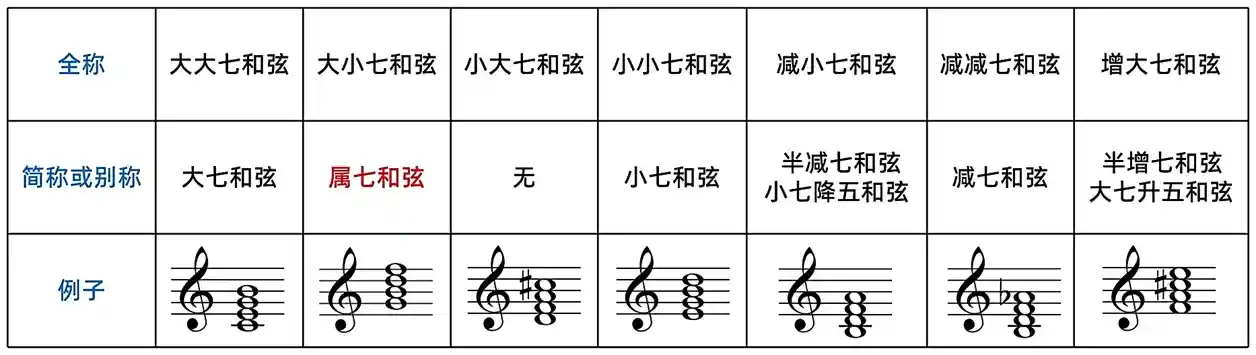 全称 大大七和弦 大小七和弦 小大七和弦 小小七和弦 减小七和弦 减减七和弦 增大七和弦
简称或别称 大七和弦 属七和弦 无 小七和弦 半减七和弦 减七和弦 半增七和弦
小七降五和弦 大七升五和弦
例子